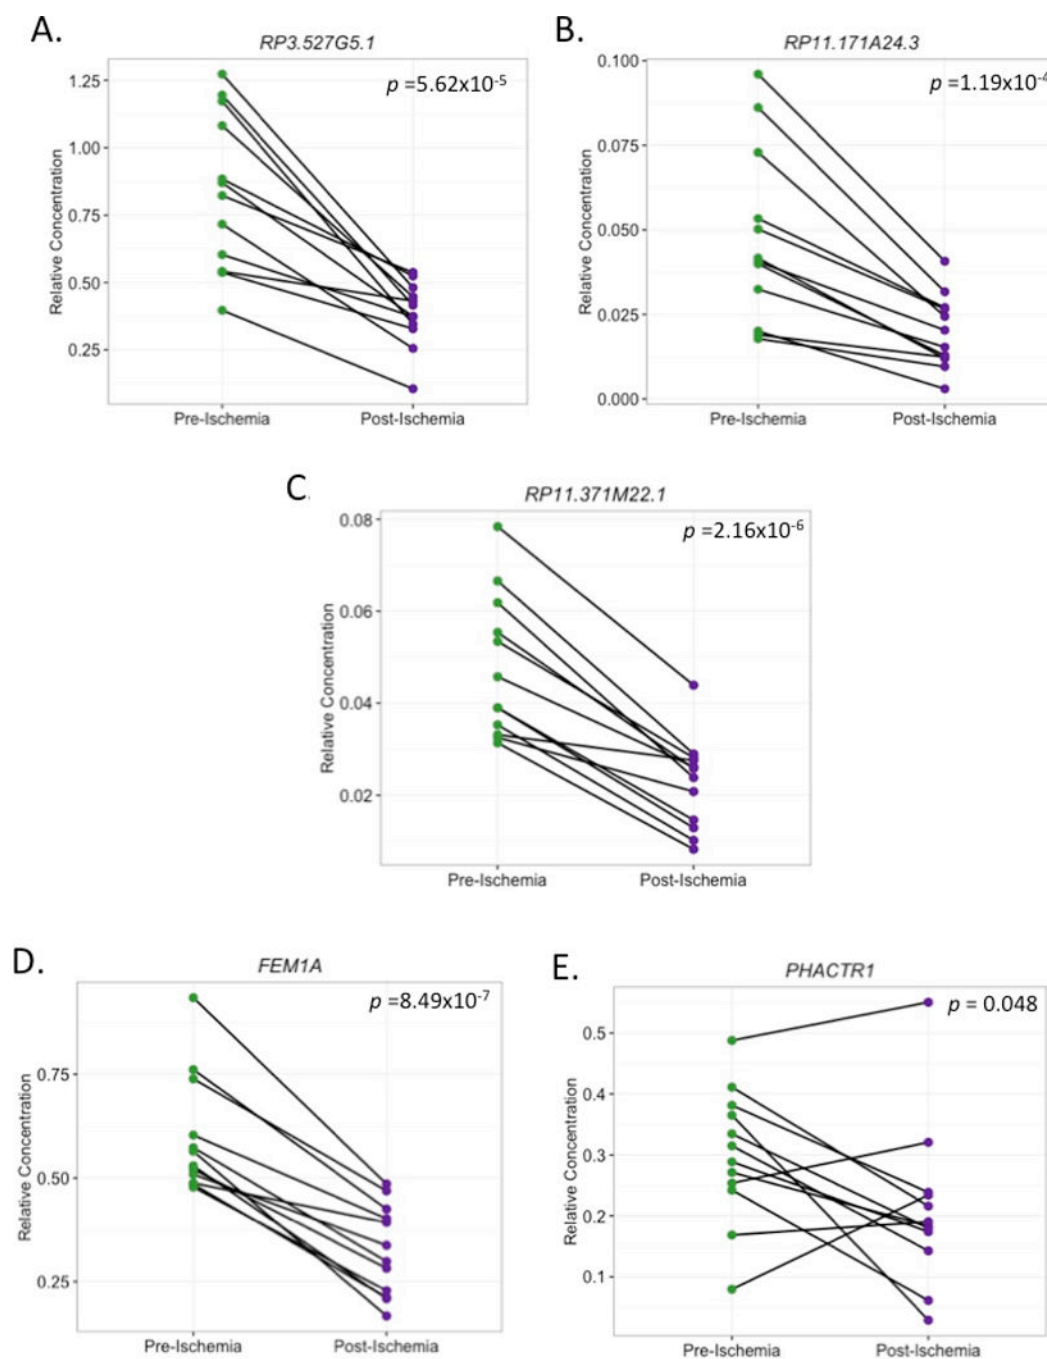 A.
RP3.527G5.1
p =5.62x10-5
Relative Concentration
1.25
1.00
0.75
0.50
0.25
Pre-Ischemia Post-Ischemia
B.
RP11.171A24.3
p =1.19x10-4
Relative Concentration
0.100
0.075
0.050
0.025
0.000
Pre-Ischemia Post-Ischemia
C.
RP11.371M22.1
p =2.16x10-6
Relative Concentration
0.08
0.06
0.04
0.02
Pre-Ischemia Post-Ischemia
D.
FEM1A
p =8.49x10-7
Relative Concentration
0.75
0.50
0.25
Pre-Ischemia Post-Ischemia
E.
PHACTR1
p = 0.048
Relative Concentration
0.5
0.4
0.3
0.2
0.1
Pre-Ischemia Post-Ischemia